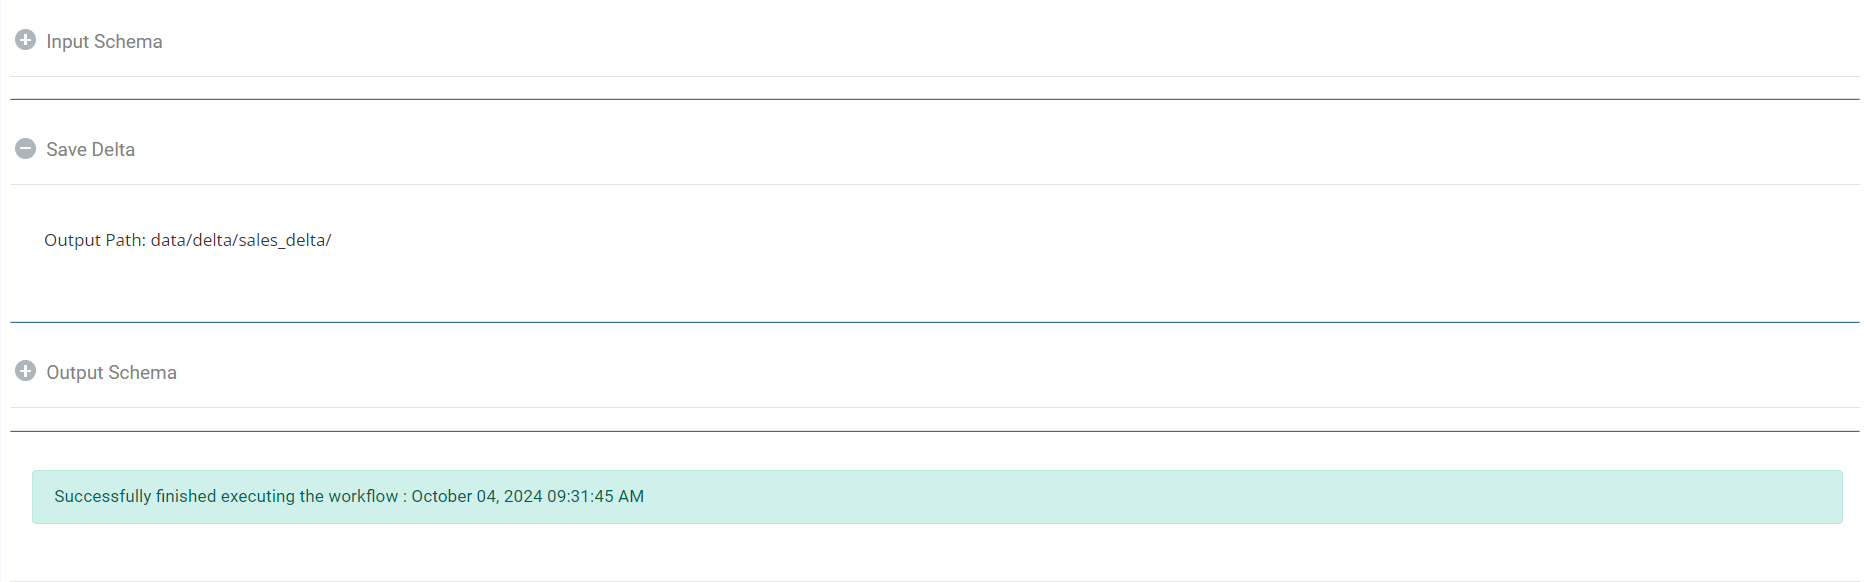 Input Schema
Save Delta
Output Path: data/delta/sales_delta/
Output Schema
Successfully finished executing the workflow : October 04, 2024 09:31:45 AM